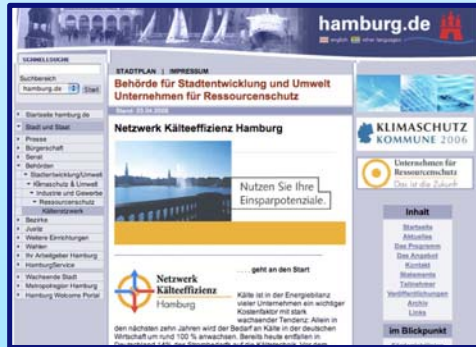 hamburg.de
english
other languages
SCHNELLSUCHE
Suchbereich
hamburg.de
Start
Startseite hamburg.de
Stadt und Staat
Presse
Bürgerschaft
Senat
Behörden
Stadtentwicklung/Umwelt
Klimaschutz & Umwelt
Industrie und Gewerbe
Ressourcenschutz
Kältenetzwerk
Bezirke
Justiz
Weitere Einrichtungen
Wahlen
Ihr Arbeitgeber Hamburg
HamburgService
Wachsende Stadt
Metropolregion Hamburg
Hamburg Welcome Portal
STADTPLAN | IMPRESSUM
Behörde für Stadtentwicklung und Umwelt
Unternehmen für Ressourcenschutz
Netzwerk Kälteeffizienz Hamburg
Nutzen Sie Ihre
Einsparpotenziale.
Netzwerk
Kälteeffizienz
Hamburg
. . . . geht an den Start
Kälte ist in der Energiebilanz
vieler Unternehmen ein wichtiger
Kostenfaktor mit stark
wachsender Tendenz: Allein in
den nächsten zehn Jahren wird der Bedarf an Kälte in der deutschen
Wirtschaft um rund 100 % anwachsen. Bereits heute entfallen in
KLIMASCHUTZ
KOMMUNE 2006
Unternehmen für
Ressourcenschutz
Das ist die Zukunft
Inhalt
Startseite
Aktuelles
Das Programm
Das Angebot
Kontakt
Statements
Teilnehmer
Veröffentlichungen
Archiv
Links
im Blickpunkt